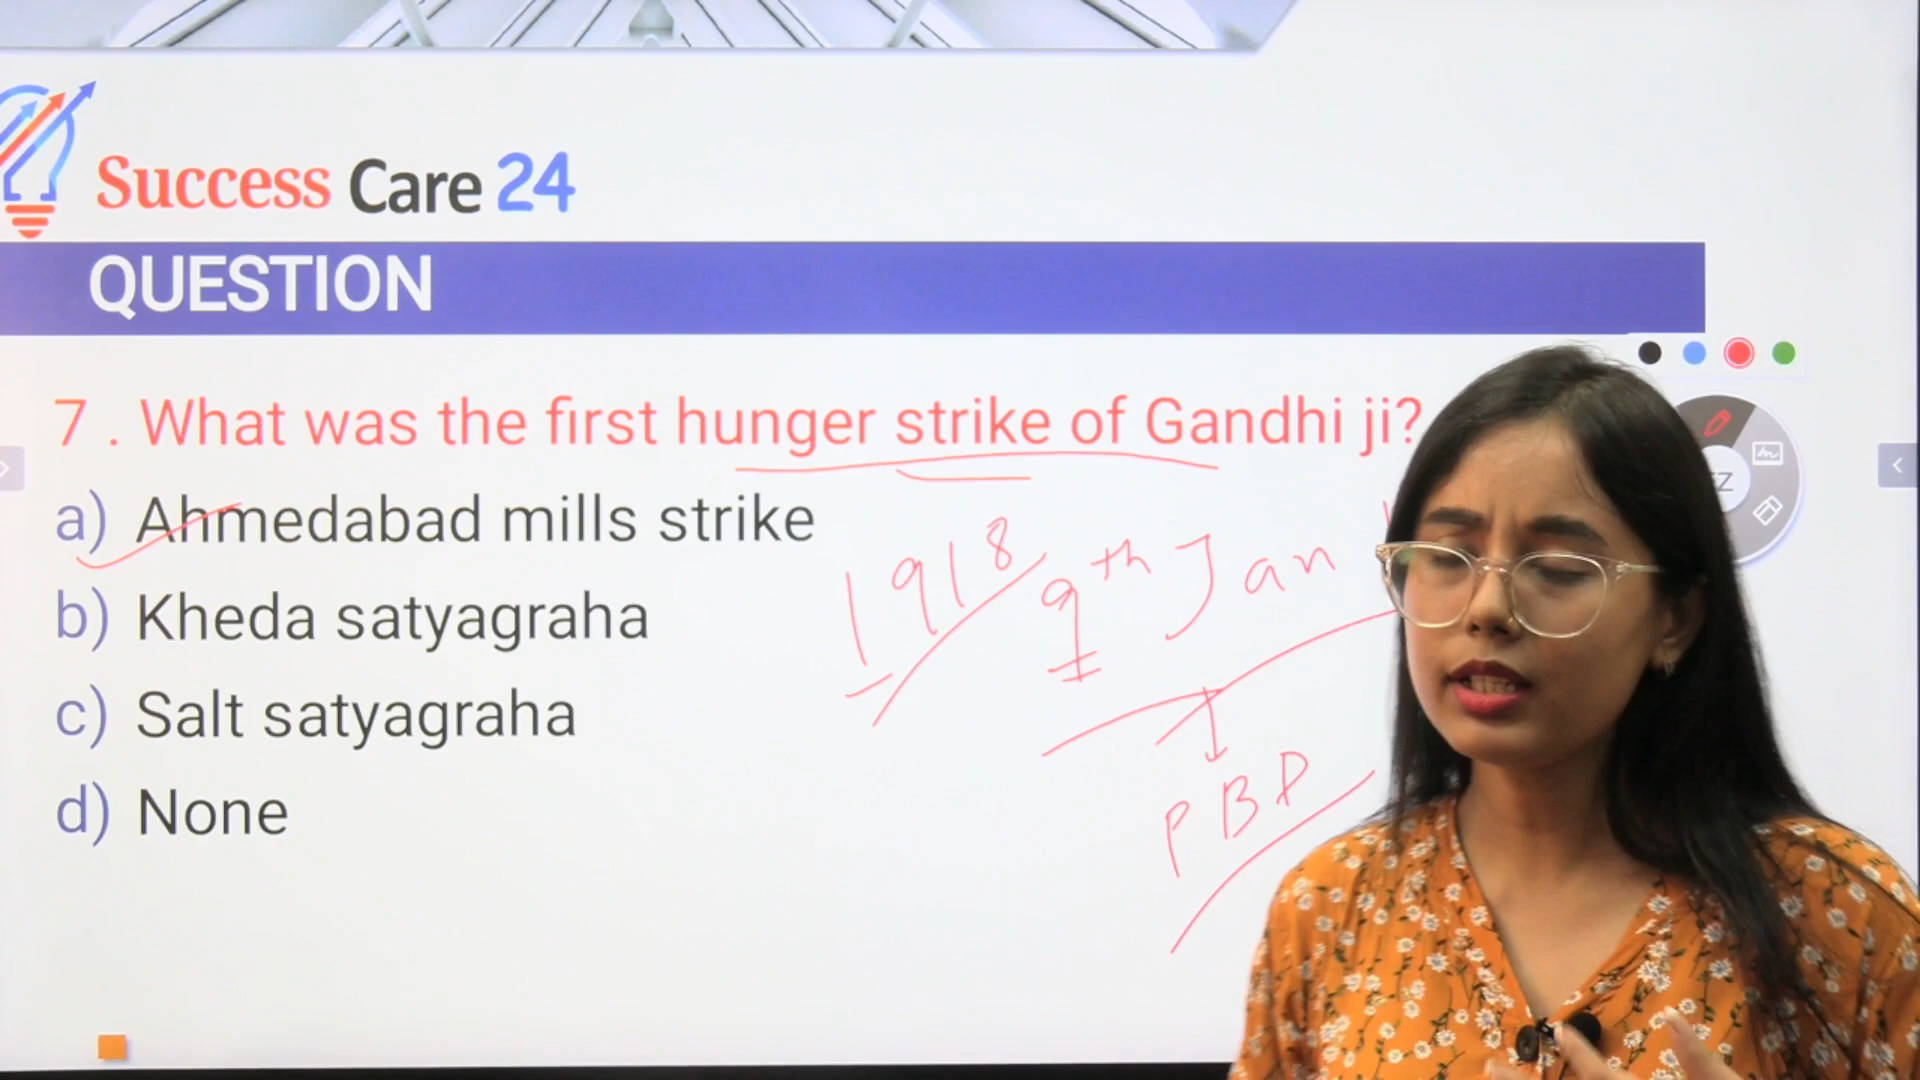 Success Care 24
QUESTION
7 . What was the first hunger strike of Gandhi ji?
a) Ahmedabad mills strike
b) Kheda satyagraha
c) Salt satyagraha
d) None
1918
9th Jan
PBD